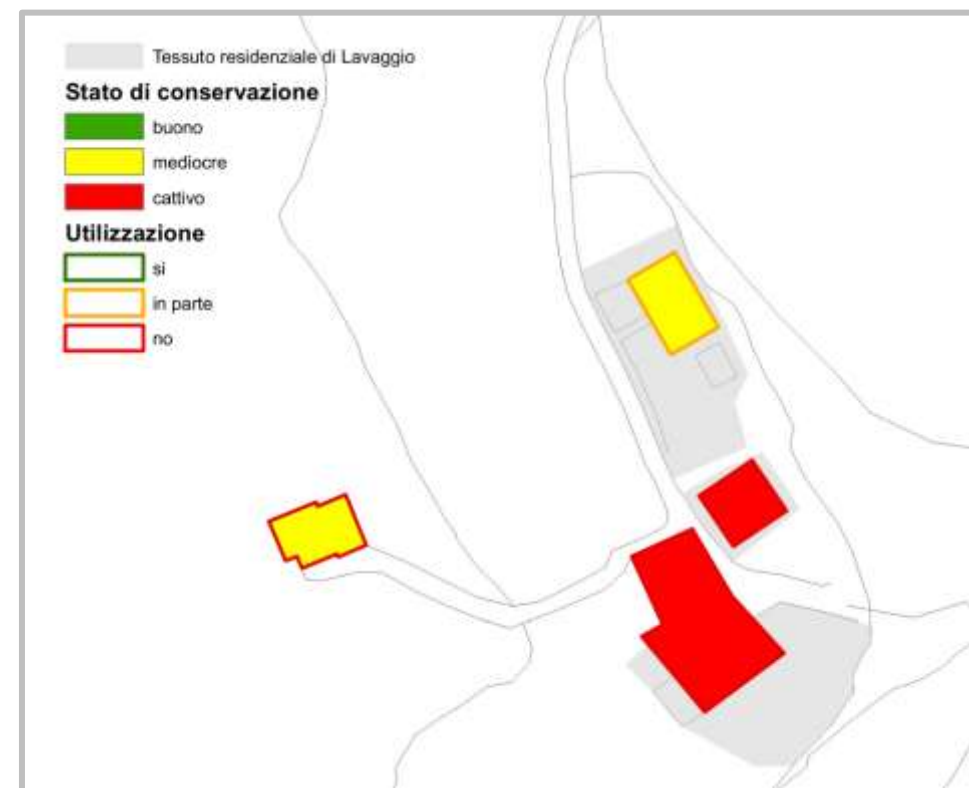 Tessuto residenziale di Lavaggio
Stato di conservazione
buono
mediocre
cattivo
Utilizzazione
si
in parte
no